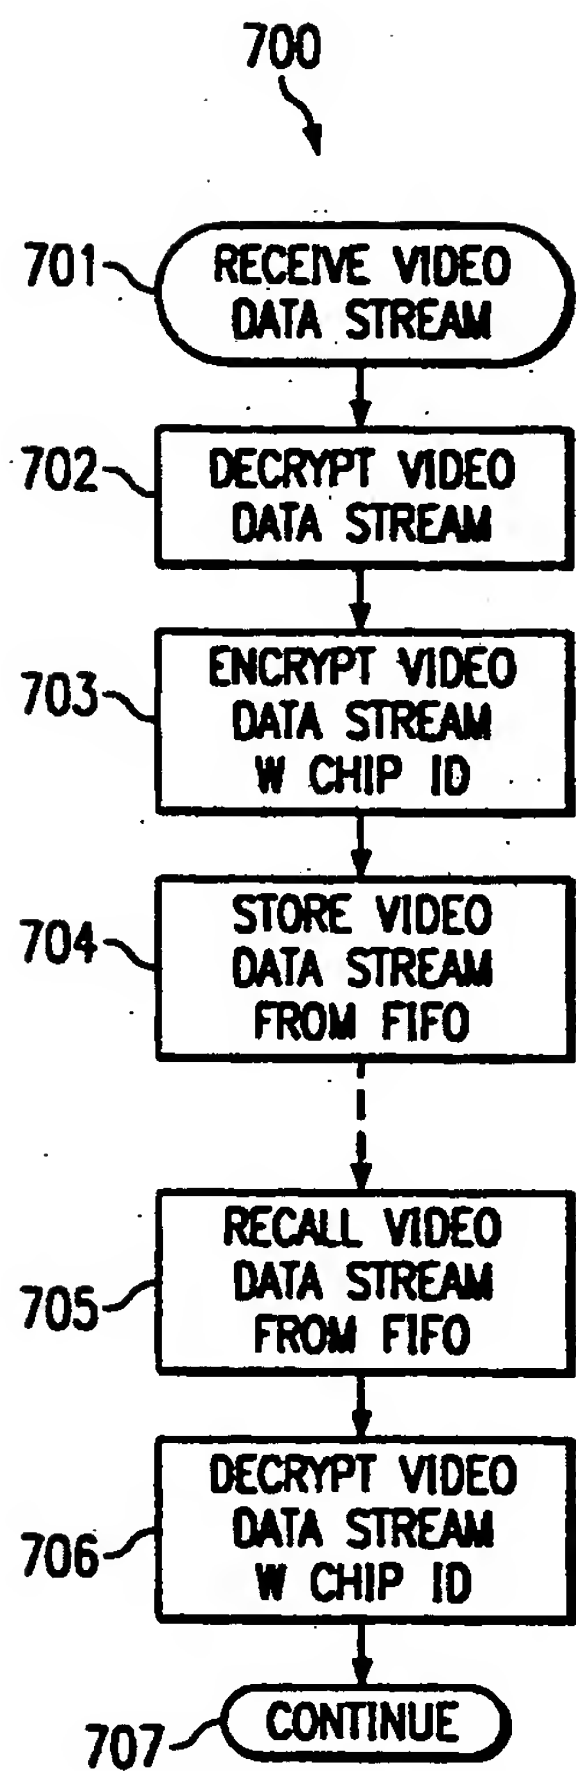 700
701
RECEIVE VIDEO
DATA STREAM
702
DECRYPT VIDEO
DATA STREAM
703
ENCRYPT VIDEO
DATA STREAM
W CHIP ID
704
STORE VIDEO
DATA STREAM
FROM FIFO
705
RECALL VIDEO
DATA STREAM
FROM FIFO
706
DECRYPT VIDEO
DATA STREAM
W CHIP ID
707
CONTINUE